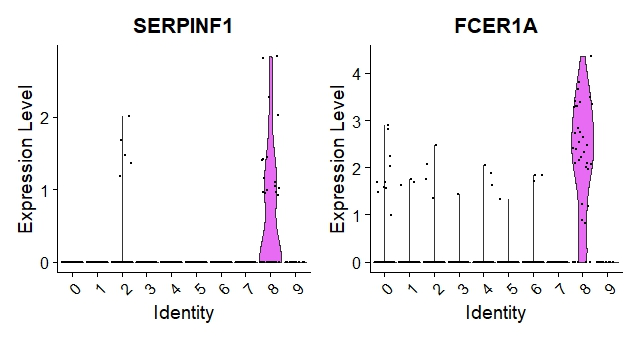 SERPINF1
Expression Level
2
1
0
0 1 2 3 4 5 6 7 8 9
Identity
FCER1A
Expression Level
4
3
2
1
0
0 1 2 3 4 5 6 7 8 9
Identity